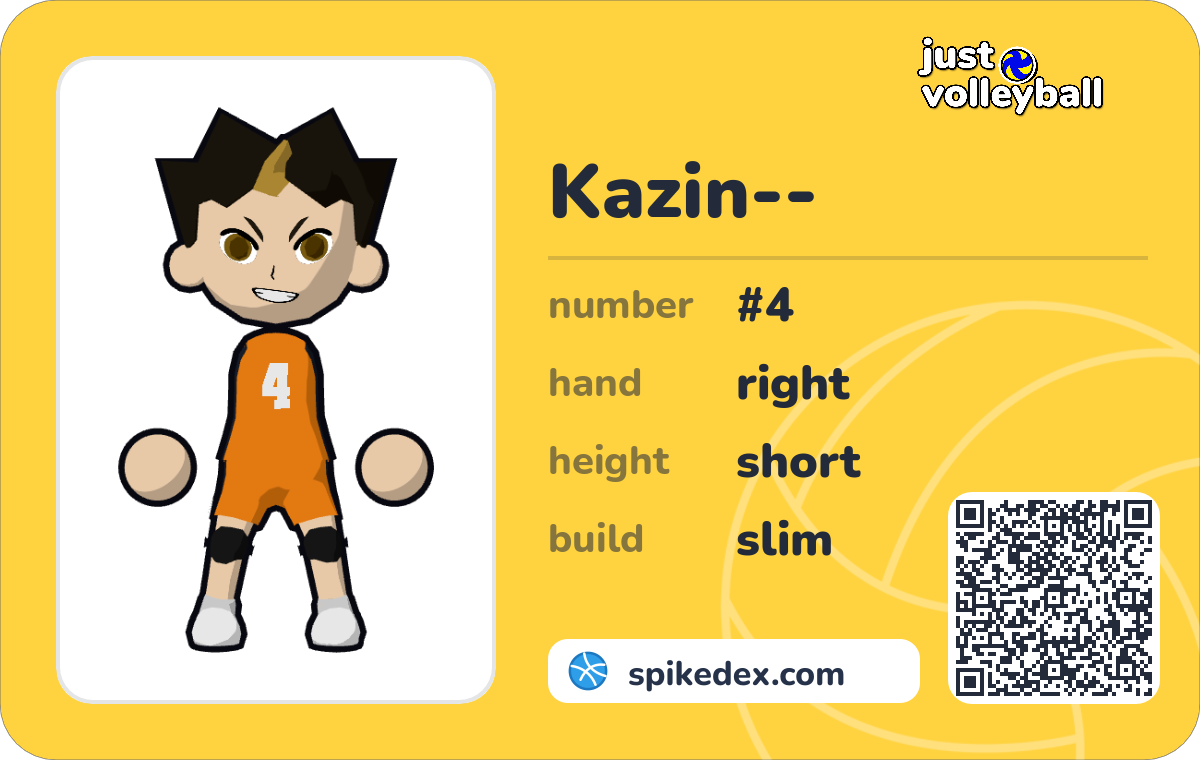 just
volleyball
Kazin--
number #4
hand right
height short
build slim
4
spikedex.com